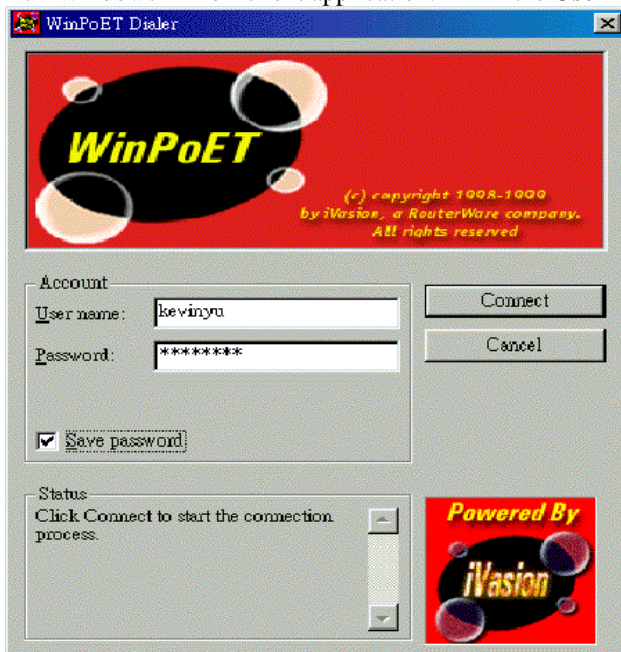 WinPoET Dialer
WinPoET
(c) copyright 1998-1999
by iVasion, a RouterWare company.
All rights reserved
Account
User name:
kevinyu
Connect
Password:
********
Cancel
Save password
Status
Click Connect to start the connection
process.
Powered By
iVasion